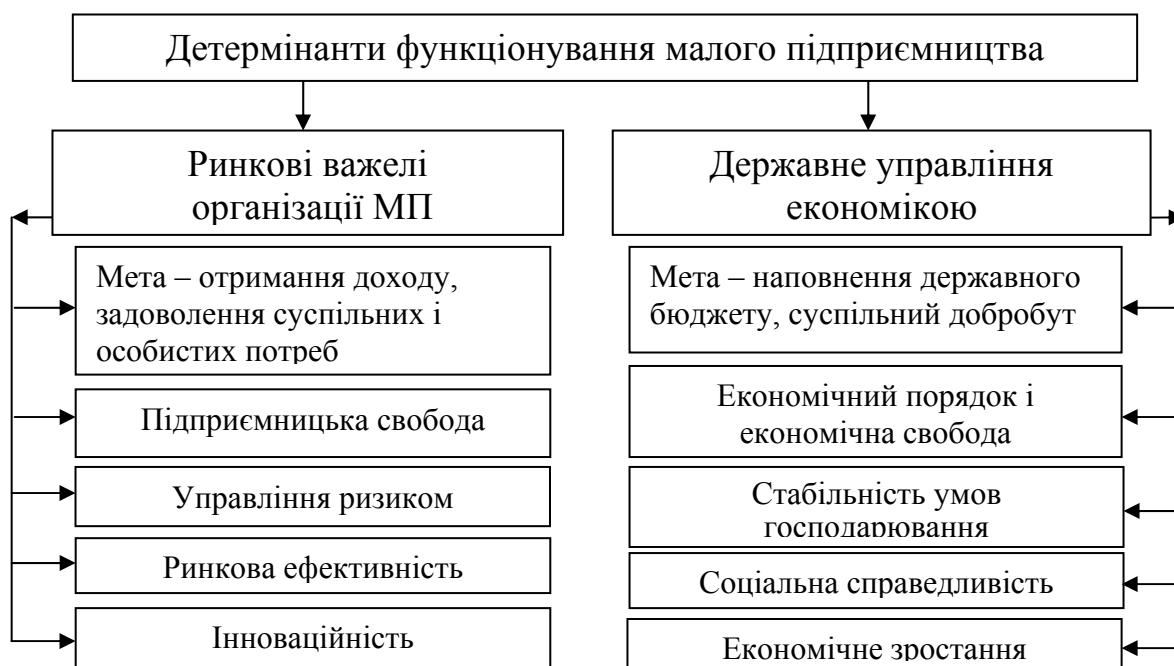 Детермінанти функціонування малого підприємництва
Ринкові важелі
організації МП
Мета – отримання доходу,
задоволення суспільних і
особистих потреб
Підприємницька свобода
Управління ризиком
Ринкова ефективність
Інноваційність
Державне управління
економікою
Мета – наповнення державного
бюджету, суспільний добробут
Економічний порядок і
економічна свобода
Стабільність умов
господарювання
Соціальна справедливість
Економічне зростання